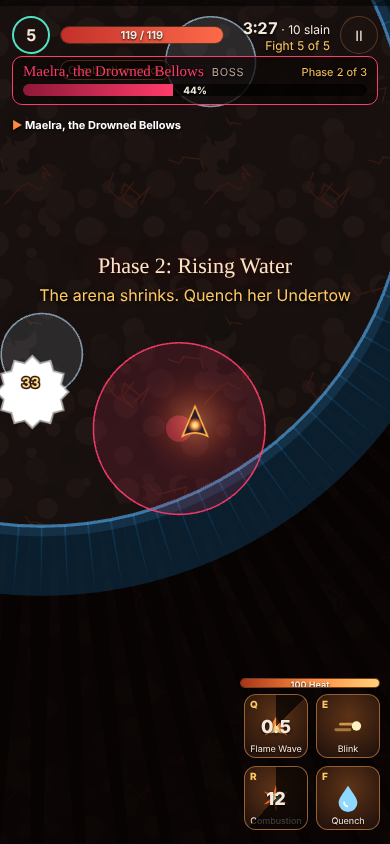 5
119 / 119
3:27 · 10 slain
Fight 5 of 5
Maelra, the Drowned Bellows BOSS
Phase 2 of 3
44%
▶ Maelra, the Drowned Bellows
Phase 2: Rising Water
The arena shrinks. Quench her Undertow
33
100 Heat
Q
0.5
Flame Wave
E
Blink
R
12
Combustion
F
Quench